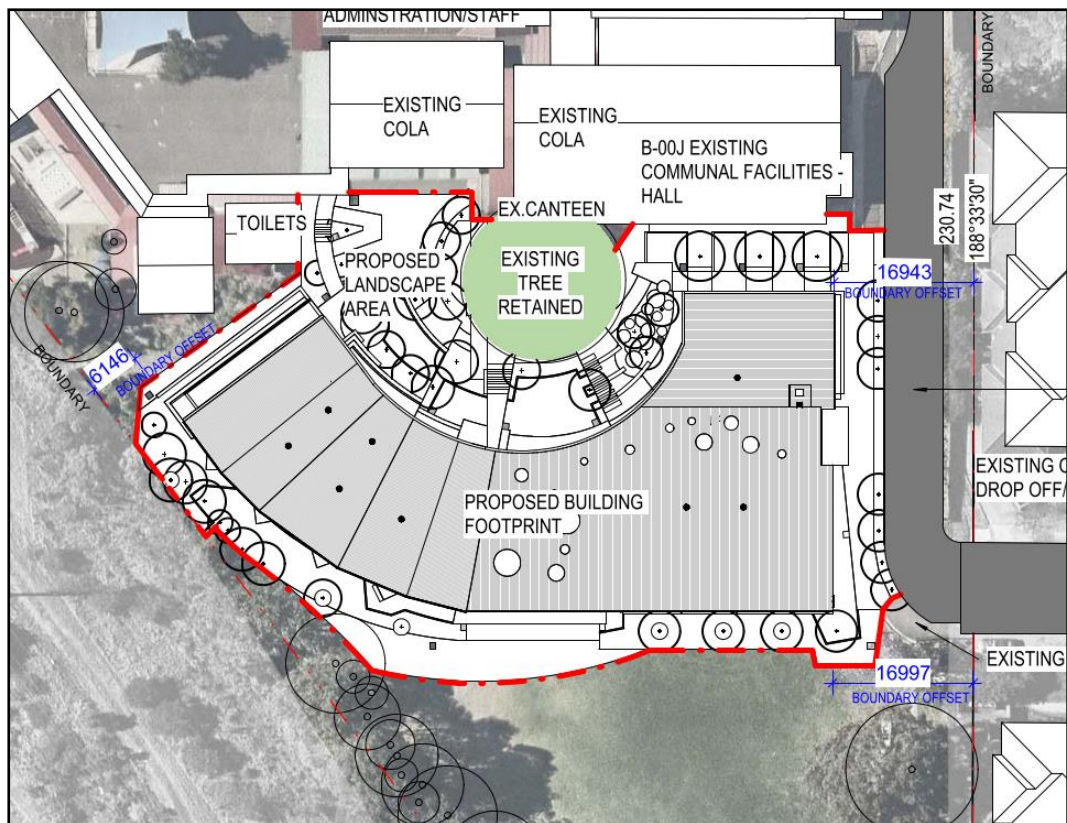 ADMINSTRATION/STAFF
EXISTING
COLA
EXISTING
COLA
B-00J EXISTING
COMMUNAL FACILITIES -
HALL
BOUNDARY
230.74
188°33'30"
TOILETS
EX.CANTEEN
PROPOSED
LANDSCAPE
AREA
EXISTING
TREE
RETAINED
16943
BOUNDARY OFFSET
6146
BOUNDARY OFFSET
BOUNDARY
PROPOSED BUILDING
FOOTPRINT
EXISTING
DROP OFF/
EXISTING
16997
BOUNDARY OFFSET